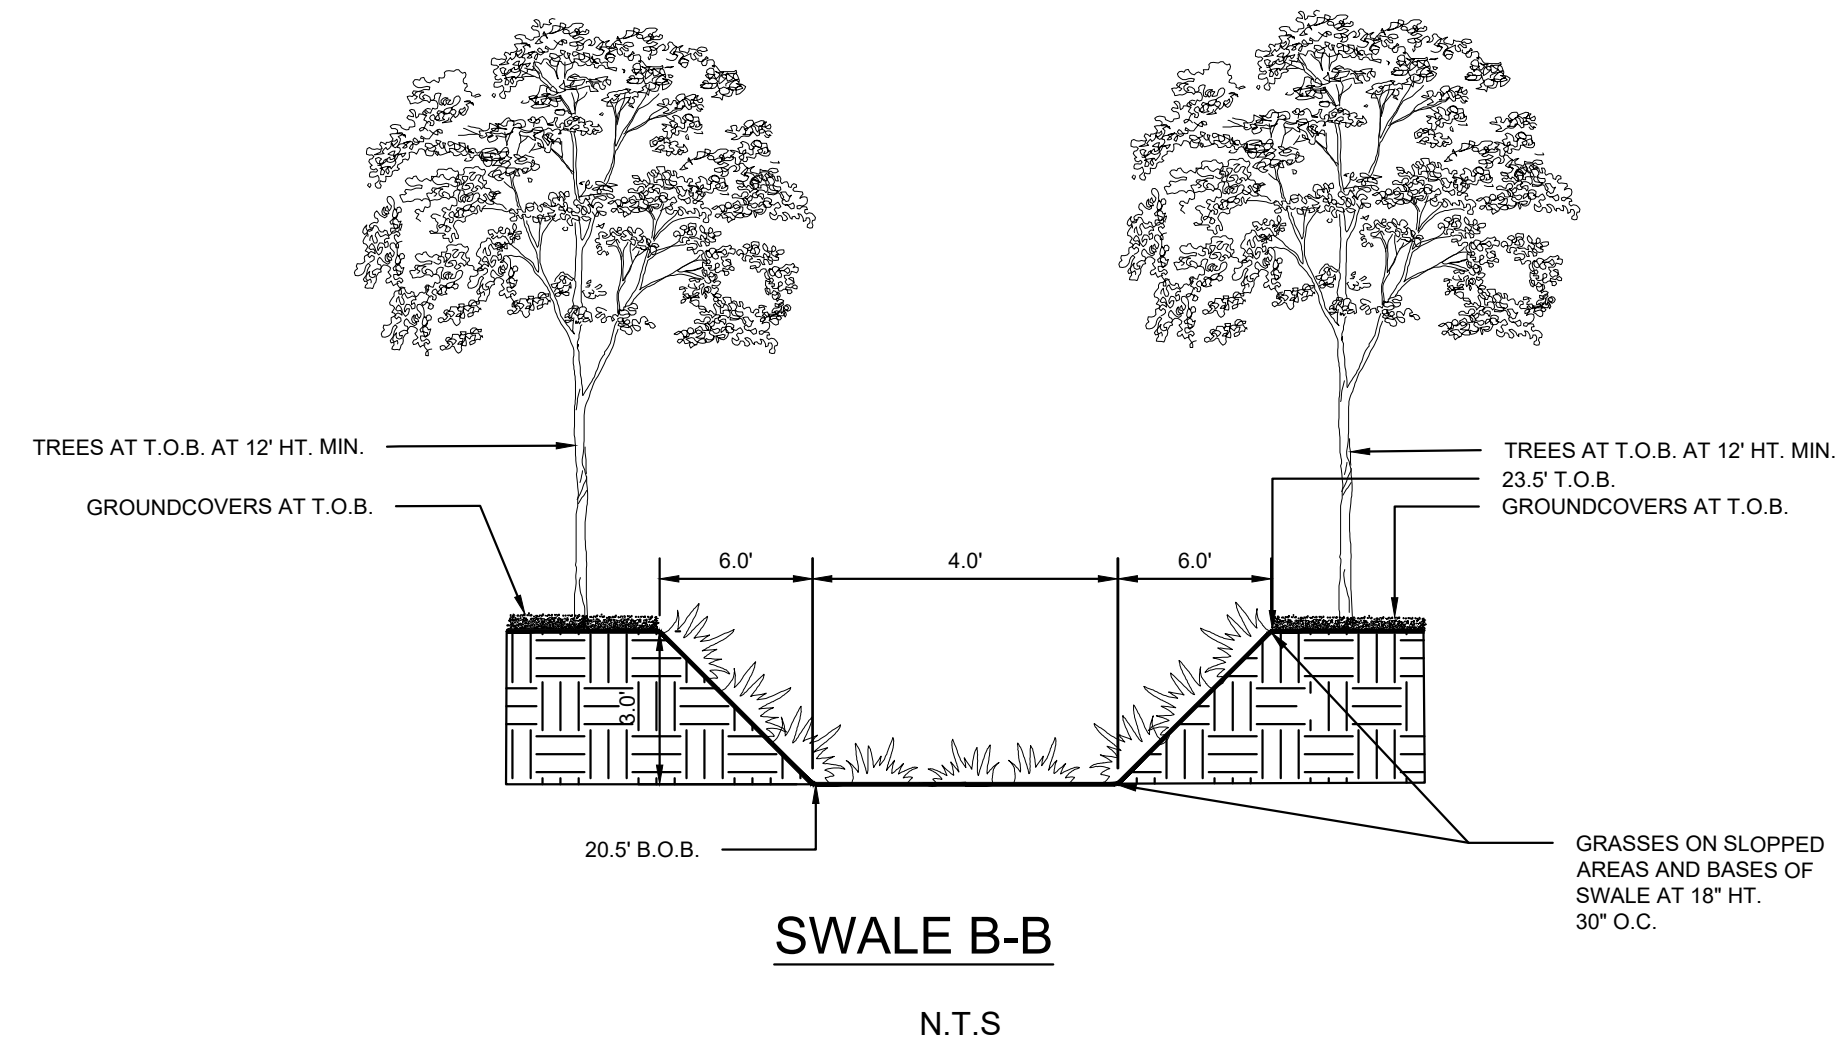 TREES AT T.O.B. AT 12' HT. MIN.
GROUNDCOVERS AT T.O.B.
TREES AT T.O.B. AT 12' HT. MIN.
23.5' T.O.B.
GROUNDCOVERS AT T.O.B.
6.0'
4.0'
6.0'
3.0'
20.5' B.O.B.
GRASSES ON SLOPPED
AREAS AND BASES OF
SWALE AT 18" HT.
30" O.C.
SWALE B-B
N.T.S